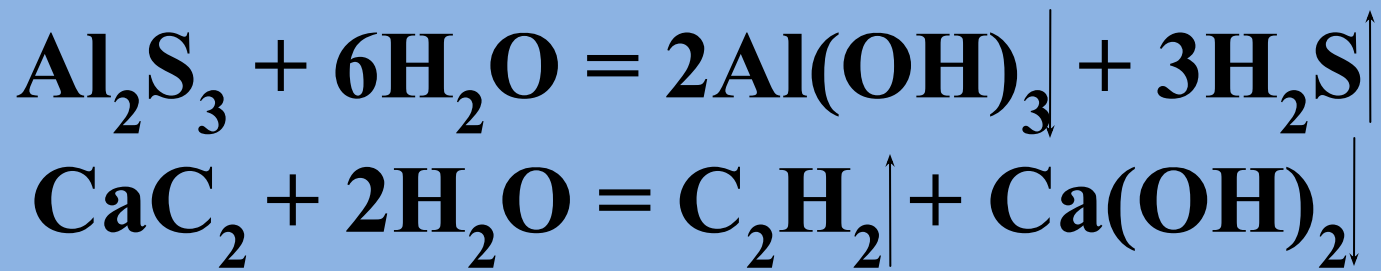 Al₂S₃ + 6H₂O = 2Al(OH)₃↓ + 3H₂S↑
CaC₂ + 2H₂O = C₂H₂↑ + Ca(OH)₂↓